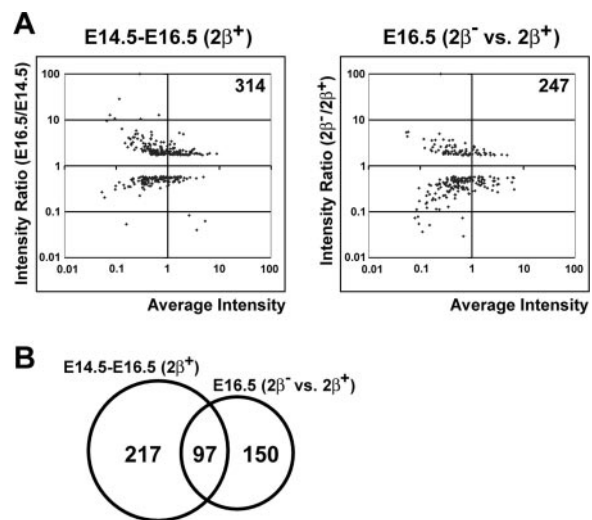 A
E14.5-E16.5 (2β⁺)
Intensity Ratio (E16.5/E14.5)
100
10
1
0.1
0.01
314
0.01 0.1 1 10 100
Average Intensity
E16.5 (2β⁻ vs. 2β⁺)
Intensity Ratio (2β⁻/2β⁺)
100
10
1
0.1
0.01
247
0.01 0.1 1 10 100
Average Intensity
B
E14.5-E16.5 (2β⁺)
E16.5 (2β⁻ vs. 2β⁺)
217 97 150